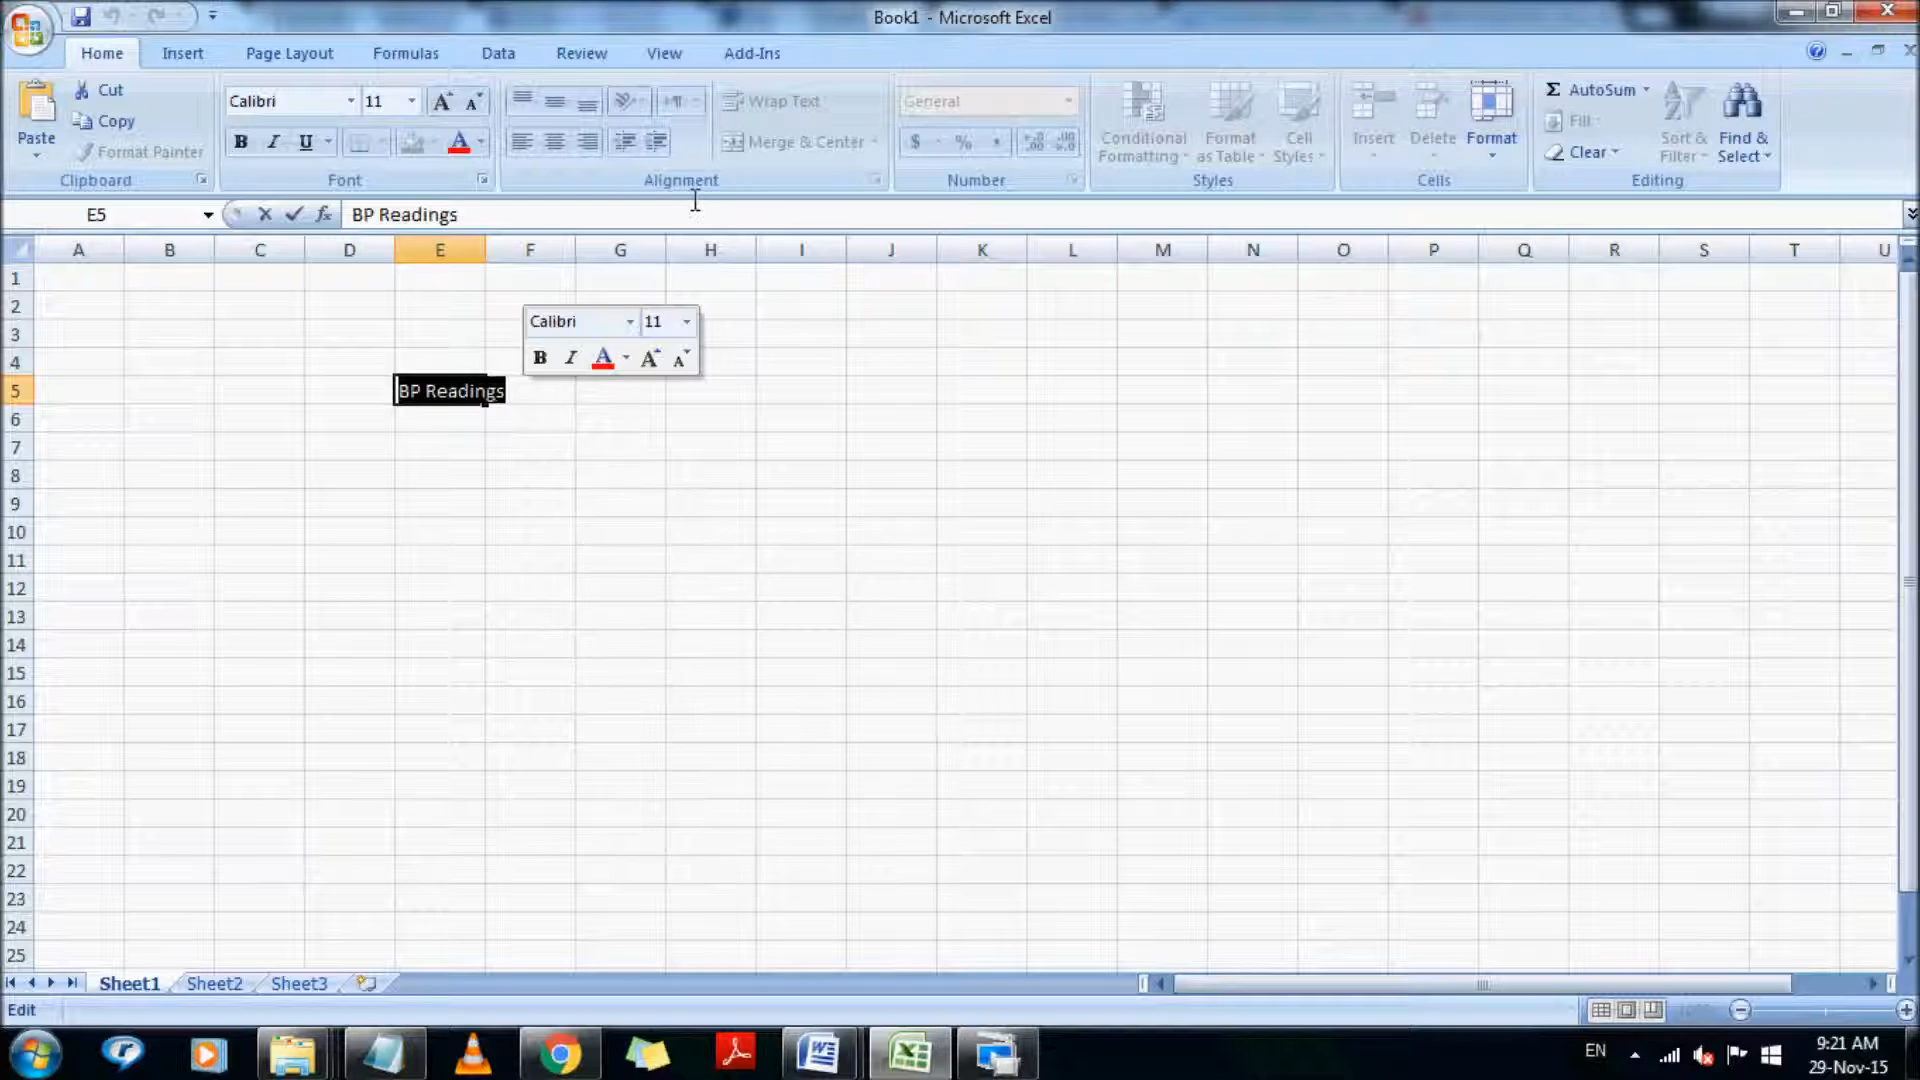 Book1 - Microsoft Excel
Home Insert Page Layout Formulas Data Review View Add-Ins
Paste
Cut
Copy
Format Painter
Clipboard
Calibri 11
B I U A
Font
Wrap Text
Merge & Center
Alignment
General
$ % ,
Number
Conditional Formatting
Format as Table
Cell Styles
Styles
Insert Delete Format
Cells
Σ AutoSum
Fill
Clear
Sort & Filter
Find & Select
Editing
E5 fx BP Readings
A B C D E F G H I J K L M N O P Q R S T U
1
2
Calibri 11
3
B I A A A
4
5 BP Readings
6
7
8
9
10
11
12
13
14
15
16
17
18
19
20
21
22
23
24
25
Sheet1 Sheet2 Sheet3
Edit
EN
9:21 AM
29-Nov-15